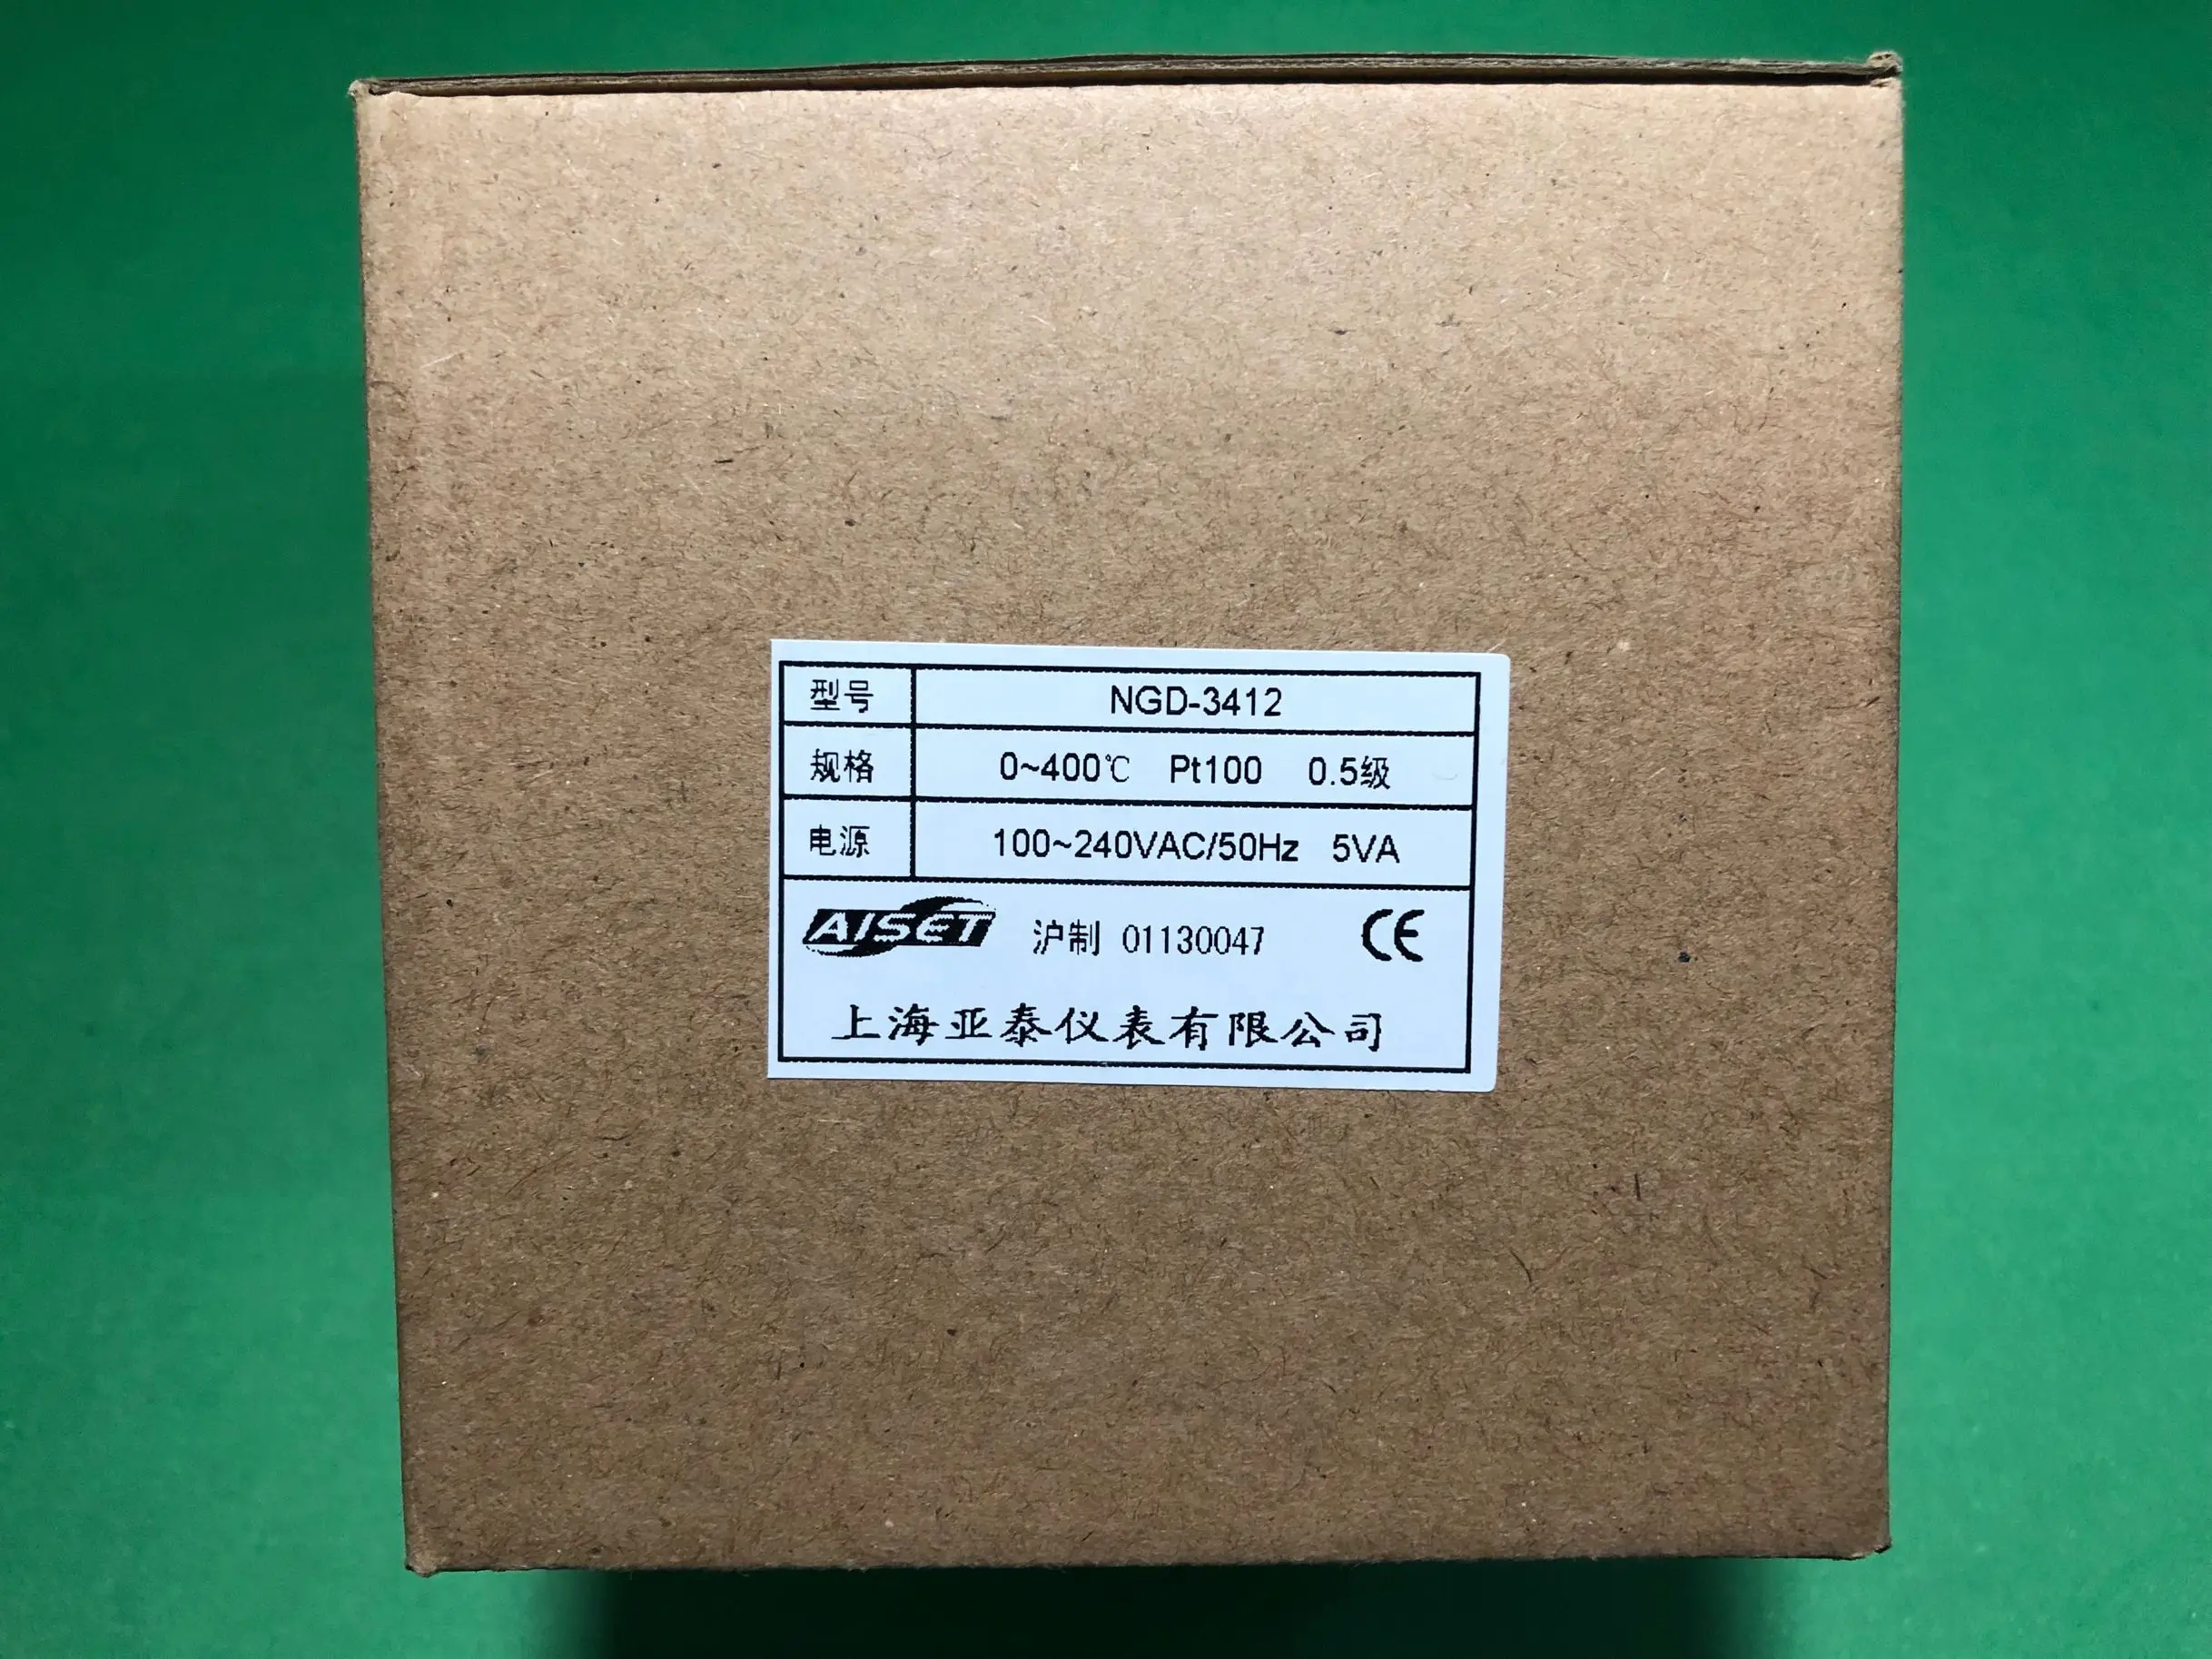 型号 NGD-3412
规格 0~400℃ Pt100 0.5级
电源 100~240VAC/50Hz 5VA
AISET 沪制 01130047 CE
上海亚泰仪表有限公司